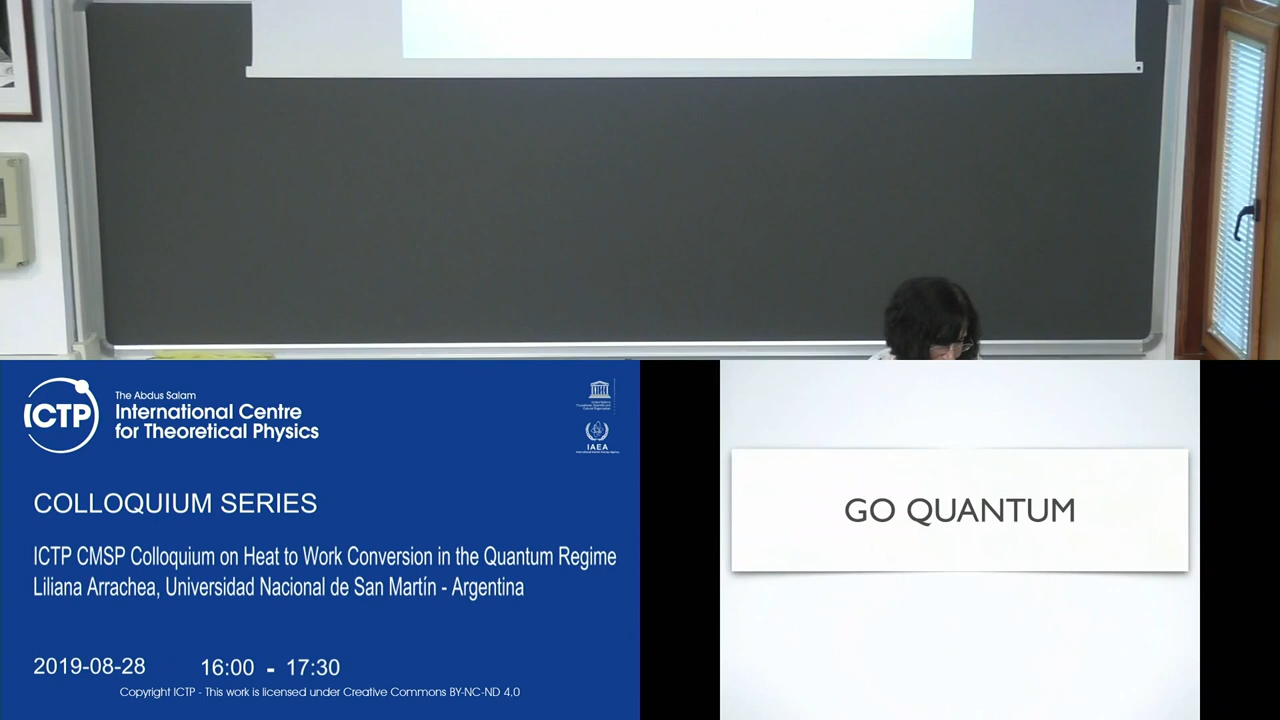 ICTP
The Abdus Salam
International Centre
for Theoretical Physics
IAEA
COLLOQUIUM SERIES
ICTP CMSP Colloquium on Heat to Work Conversion in the Quantum Regime
Liliana Arrachea, Universidad Nacional de San Martín - Argentina
2019-08-28 16:00 - 17:30
Copyright ICTP - This work is licensed under Creative Commons BY-NC-ND 4.0
GO QUANTUM